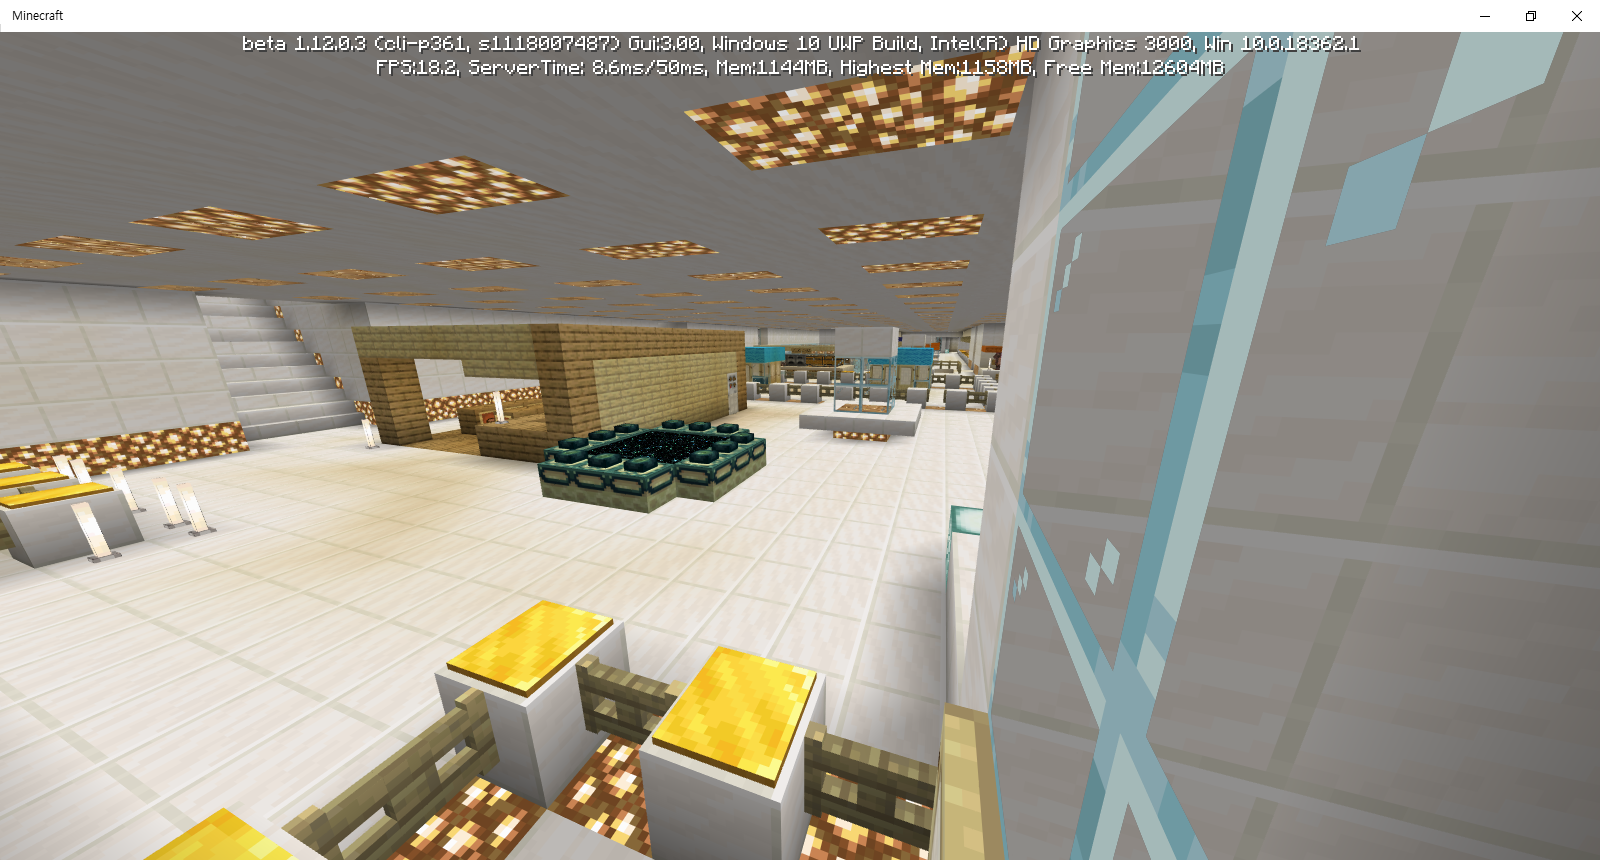 Minecraft
beta 1.12.0.3 (cli-p361, s1118007487) Gui:3.00, Windows 10 UWP Build, Intel(R) HD Graphics 3000, Win 10.0.18362.1
FPS:18.2, ServerTime: 8.6ms/50ms, Mem:1144MB, Highest Mem:1158MB, Free Mem:12604MB